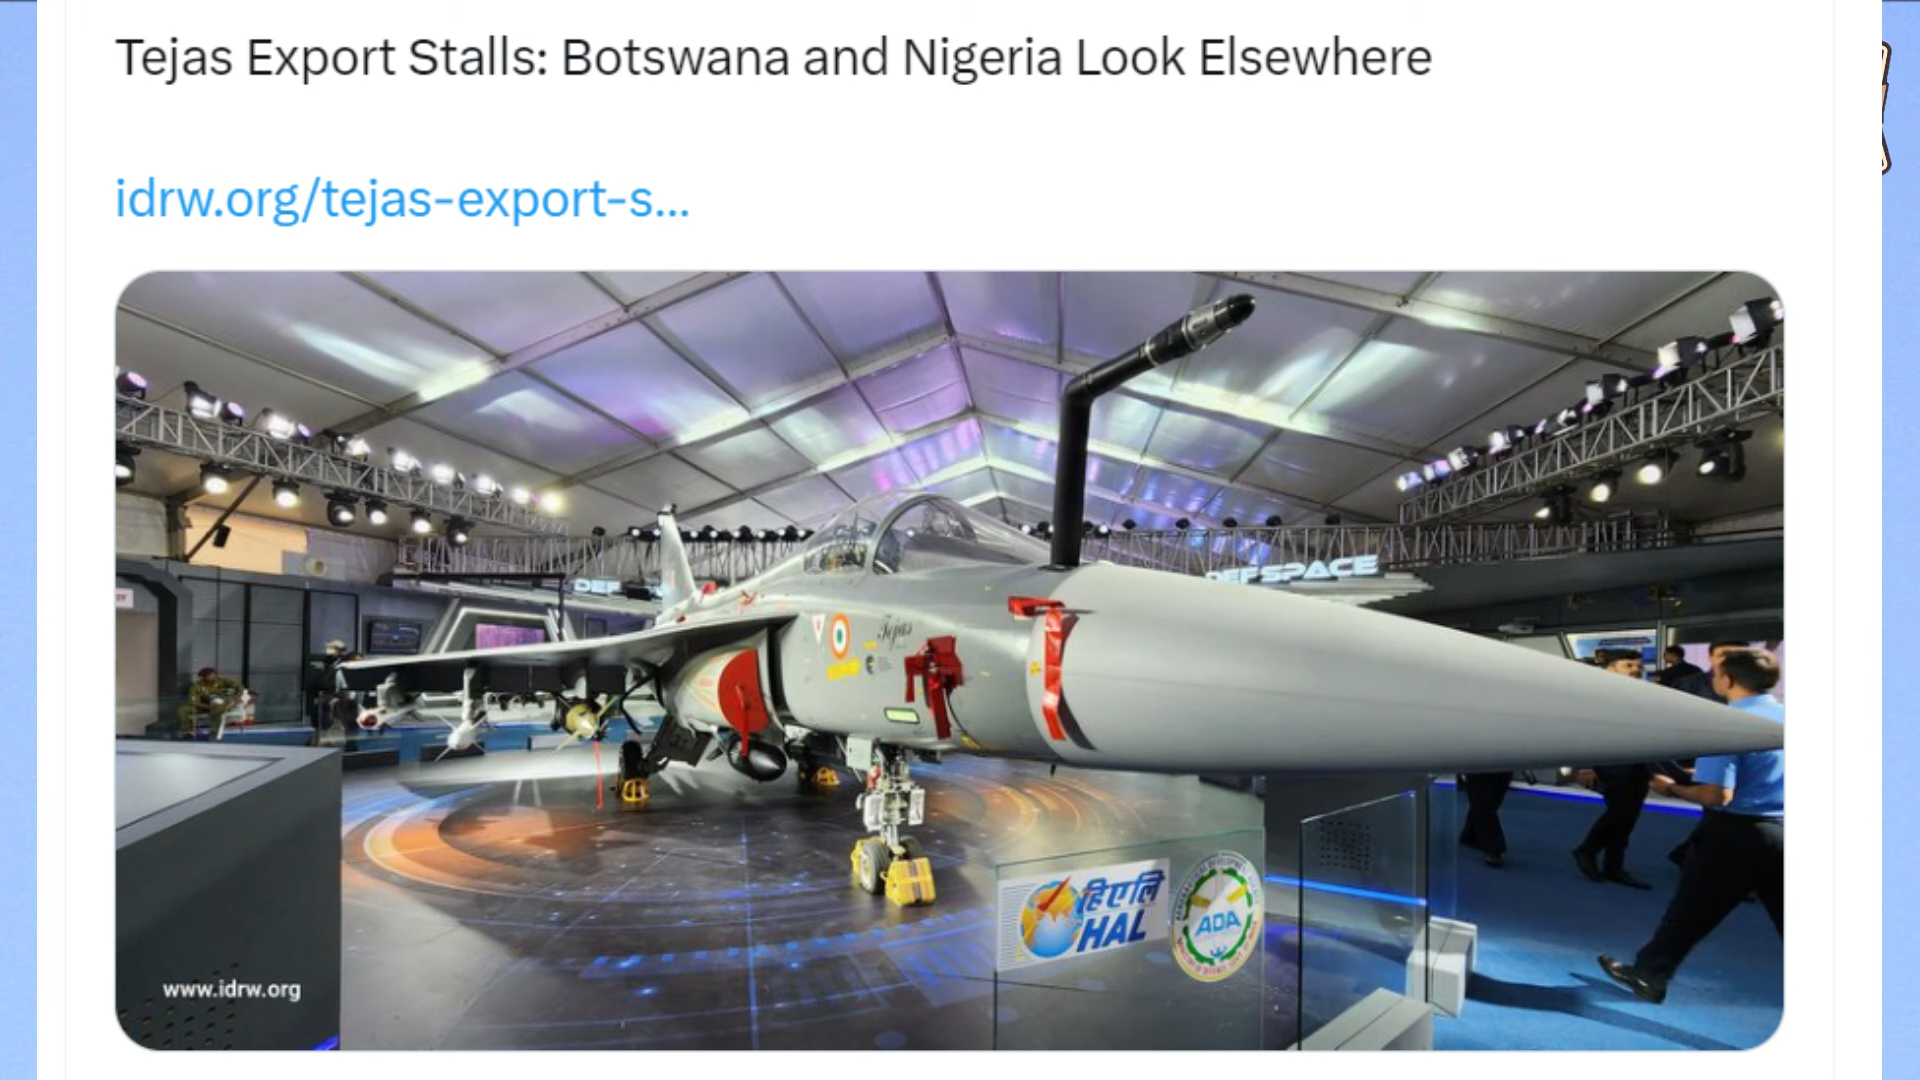 Tejas Export Stalls: Botswana and Nigeria Look Elsewhere
idrw.org/tejas-export-s...
DEF
DEFSPACE
Tejas
हिएलि
HAL
ADA
www.idrw.org